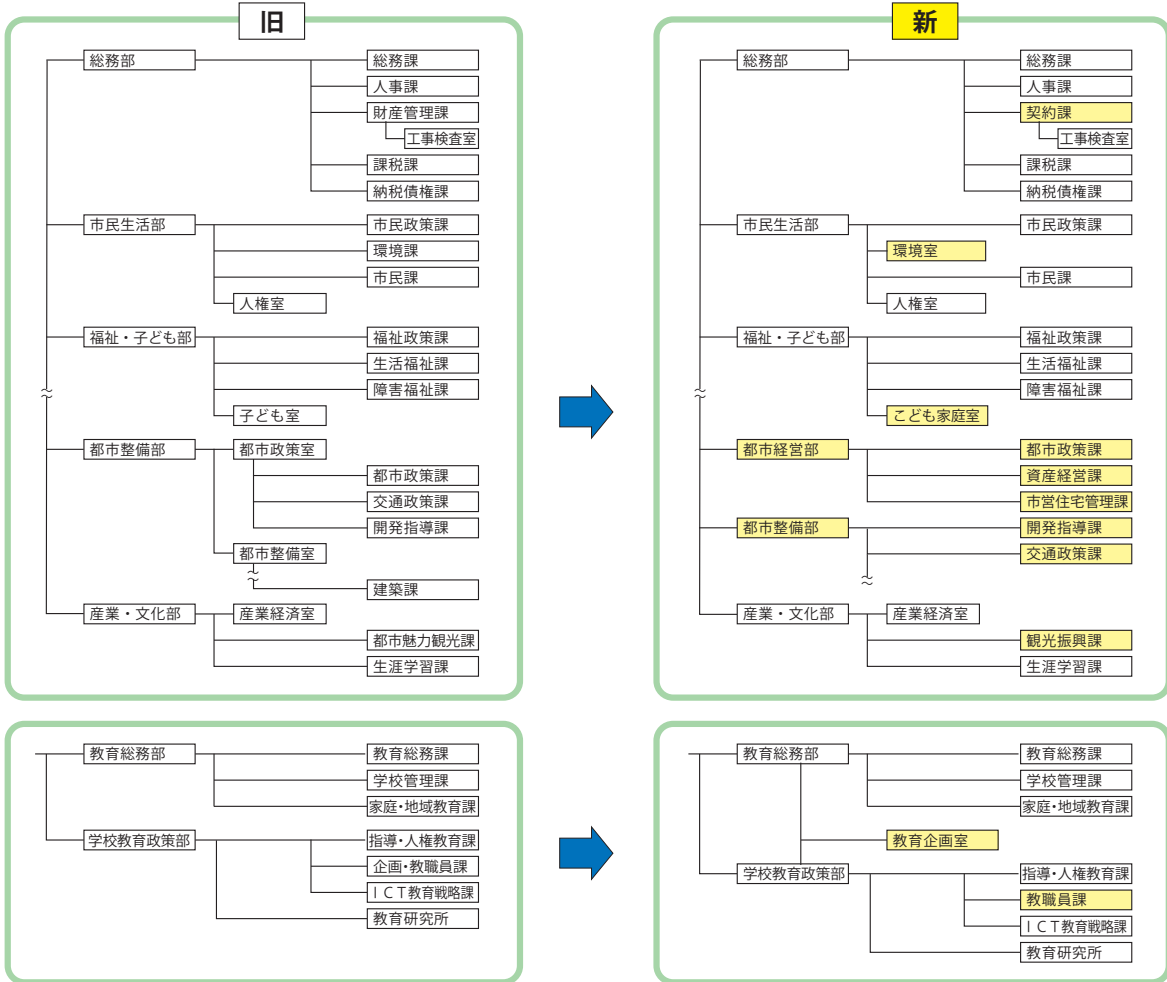 旧
総務部
総務課
人事課
財産管理課
工事検査室
課税課
納税債権課
市民生活部
市民政策課
環境課
市民課
人権室
福祉・子ども部
福祉政策課
生活福祉課
障害福祉課
子ども室
都市整備部
都市政策室
都市政策課
交通政策課
開発指導課
都市整備室
建築課
産業・文化部
産業経済室
都市魅力観光課
生涯学習課
新
総務部
総務課
人事課
契約課
工事検査室
課税課
納税債権課
市民生活部
市民政策課
環境室
市民課
人権室
福祉・子ども部
福祉政策課
生活福祉課
障害福祉課
こども家庭室
都市経営部
都市政策課
資産経営課
市営住宅管理課
都市整備部
開発指導課
交通政策課
産業・文化部
産業経済室
観光振興課
生涯学習課
教育総務部
教育総務課
学校管理課
家庭・地域教育課
学校教育政策部
指導・人権教育課
企画・教職員課
ＩＣＴ教育戦略課
教育研究所
教育総務部
教育総務課
学校管理課
家庭・地域教育課
教育企画室
学校教育政策部
指導・人権教育課
教職員課
ＩＣＴ教育戦略課
教育研究所